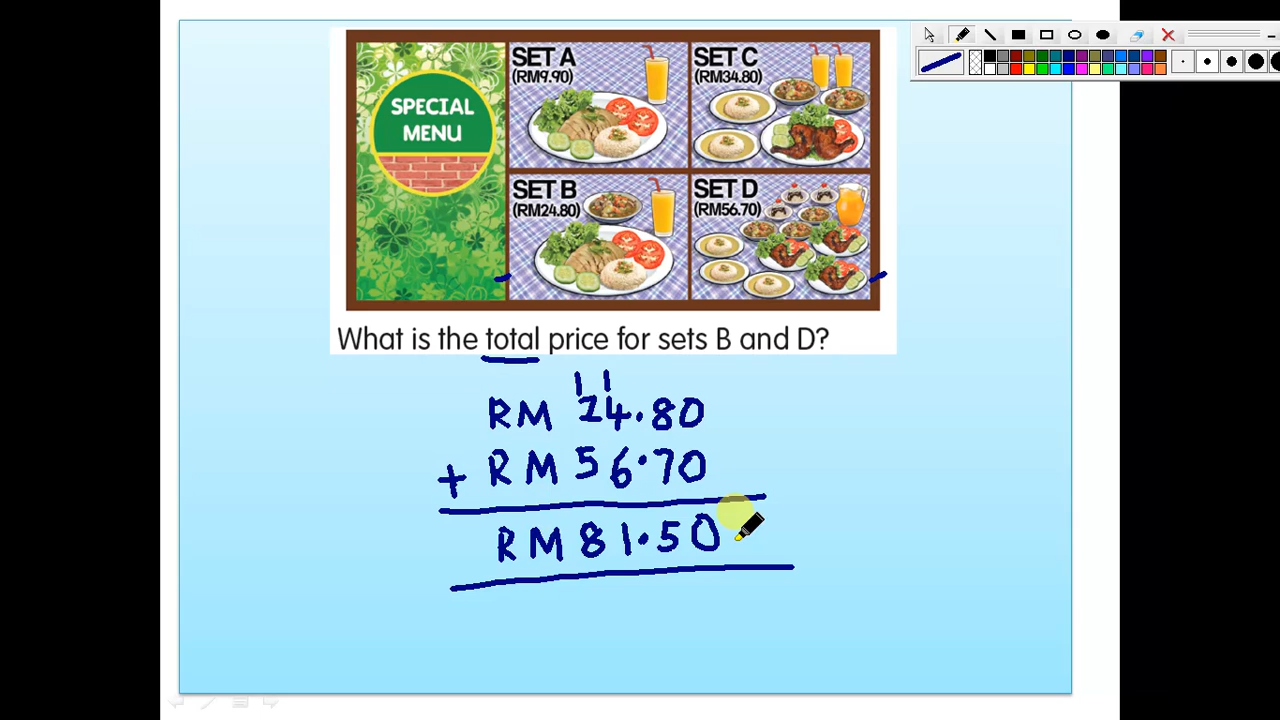 SPECIAL
MENU
SET A
(RM9.90)
SET C
(RM34.80)
SET B
(RM24.80)
SET D
(RM56.70)
What is the total price for sets B and D?
1 1
RM 24.80
+ RM 56.70
RM 81.50